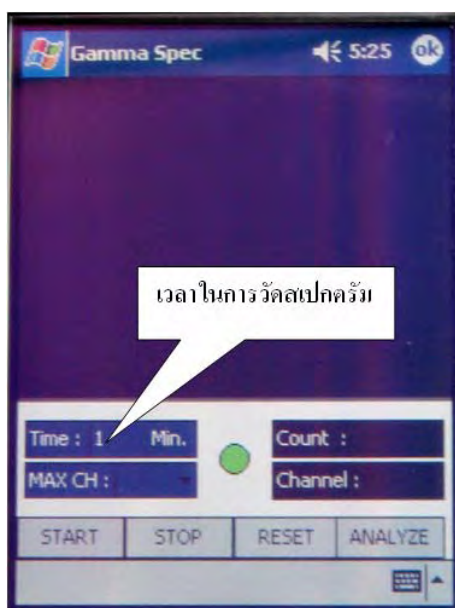 Gamma Spec 5:25 ok
เวลาในการวัดสเปกตรัม
Time : 1 Min. Count :
MAX CH : Channel :
START STOP RESET ANALYZE